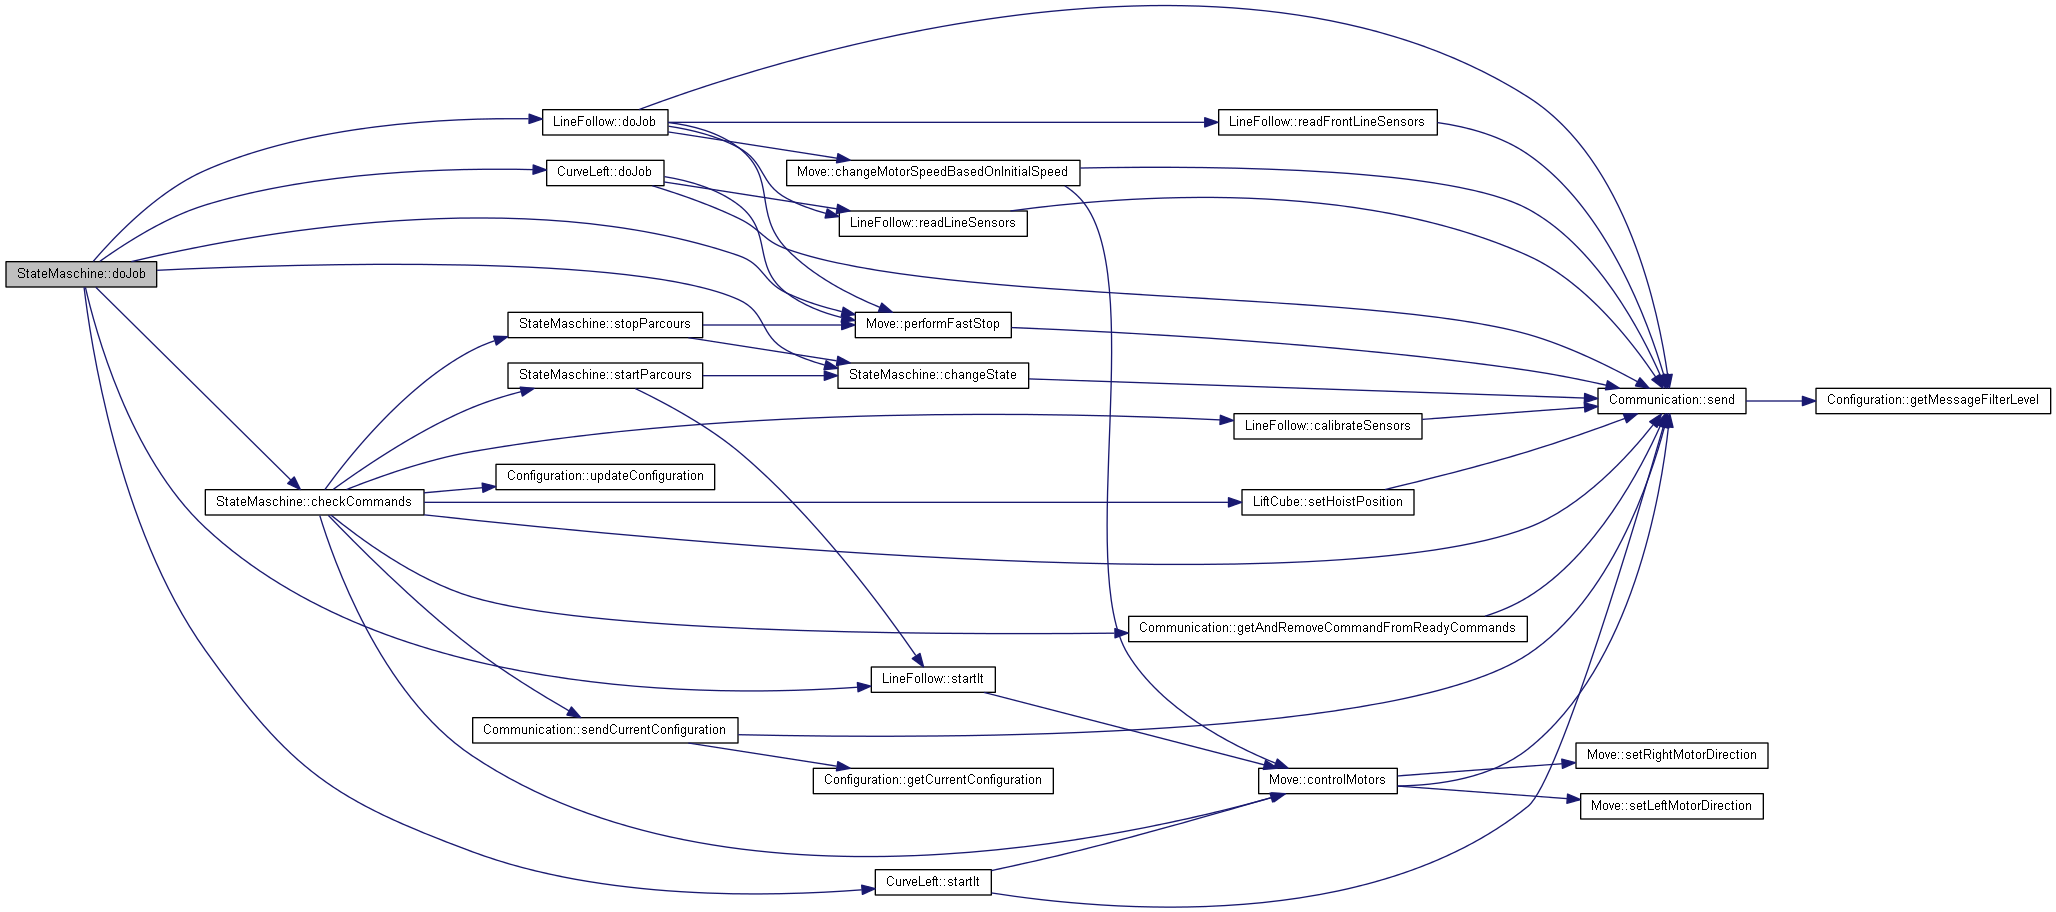 LineFollow::doJob
LineFollow::readFrontLineSensors
CurveLeft::doJob
Move::changeMotorSpeedBasedOnInitialSpeed
LineFollow::readLineSensors
StateMaschine::doJob
StateMaschine::stopParcours
Move::performFastStop
StateMaschine::startParcours
StateMaschine::changeState
Communication::send
Configuration::getMessageFilterLevel
LineFollow::calibrateSensors
Configuration::updateConfiguration
StateMaschine::checkCommands
LiftCube::setHoistPosition
Communication::getAndRemoveCommandFromReadyCommands
LineFollow::startIt
Communication::sendCurrentConfiguration
Configuration::getCurrentConfiguration
Move::controlMotors
Move::setRightMotorDirection
Move::setLeftMotorDirection
CurveLeft::startIt